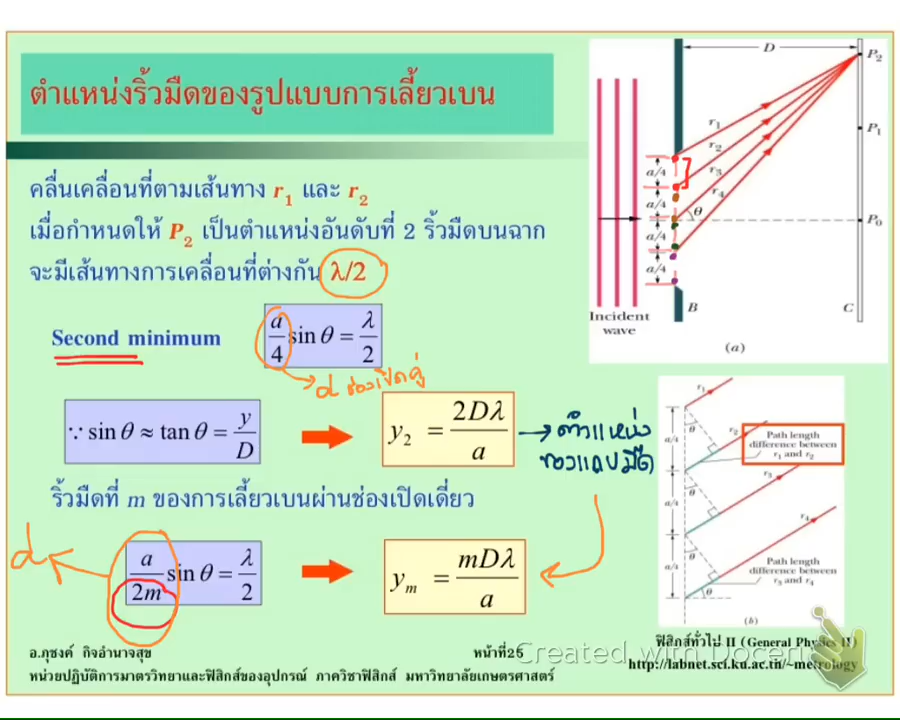 ตำแหน่งริ้วมืดของรูปแบบการเลี้ยวเบน
คลื่นเคลื่อนที่ตามเส้นทาง r₁ และ r₂
เมื่อกำหนดให้ P₂ เป็นตำแหน่งอันดับที่ 2 ริ้วมืดบนฉาก
จะมีเส้นทางการเคลื่อนที่ต่างกัน λ/2
Second minimum
a/4 sin θ = λ/2
d ช่องเปิดคู่
∵ sin θ ≈ tan θ = y/D
y₂ = 2Dλ/a
ตำแหน่ง
ของแถบมืด
ริ้วมืดที่ m ของการเลี้ยวเบนผ่านช่องเปิดเดี่ยว
d
a/2m sin θ = λ/2
yₘ = mDλ/a
D
P₂
r₁
r₂
P₁
r₃
a/4
r₄
a/4
θ
P₀
a/4
a/4
B
C
Incident
wave
(a)
r₁
θ
a/4
r₂
Path length
difference between
r₁ and r₂
r₃
θ
a/4
r₄
θ
a/4
Path length
difference between
r₃ and r₄
θ
(b)
อ.ภุชงค์ กิจอำนาจสุข
หน้าที่25
ฟิสิกส์ทั่วไป II (General Physics II)
Created with Doceri
หน่วยปฏิบัติการมาตรวิทยาและฟิสิกส์ของอุปกรณ์ ภาควิชาฟิสิกส์ มหาวิทยาลัยเกษตรศาสตร์
http://labnet.sci.ku.ac.th/~metrology